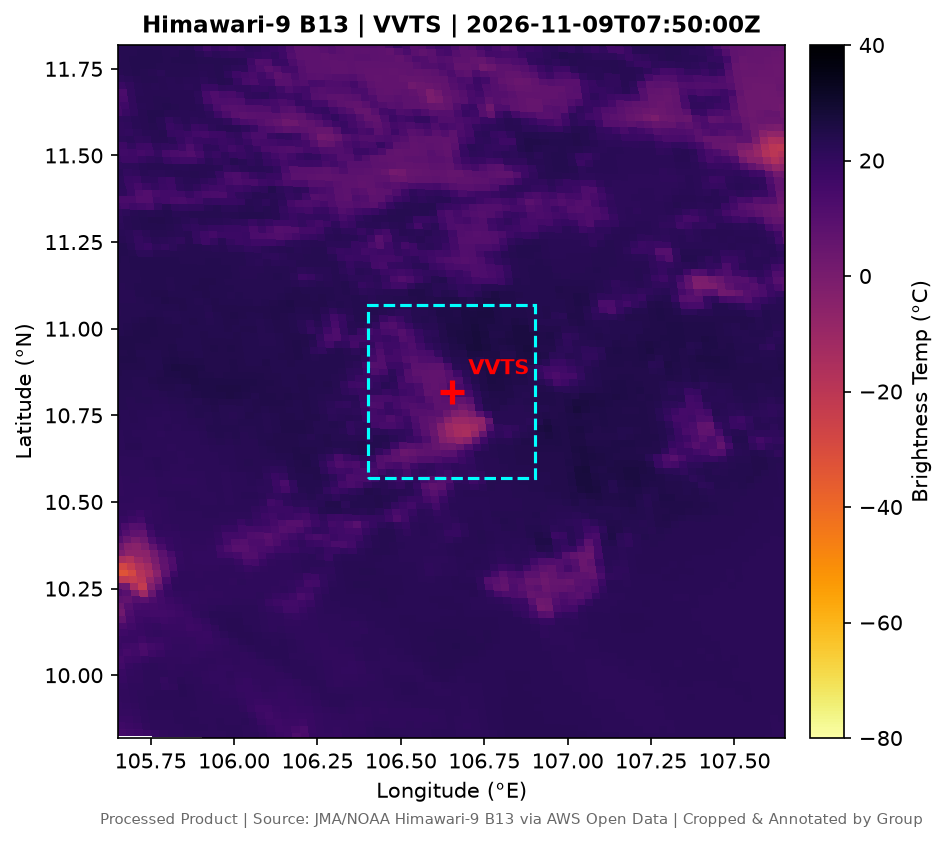 Himawari-9 B13 | VVTS | 2026-11-09T07:50:00Z
11.75
11.50
11.25
11.00
10.75
10.50
10.25
10.00
Latitude (°N)
VVTS
105.75 106.00 106.25 106.50 106.75 107.00 107.25 107.50
Longitude (°E)
40
20
0
−20
−40
−60
−80
Brightness Temp (°C)
Processed Product | Source: JMA/NOAA Himawari-9 B13 via AWS Open Data | Cropped & Annotated by Group